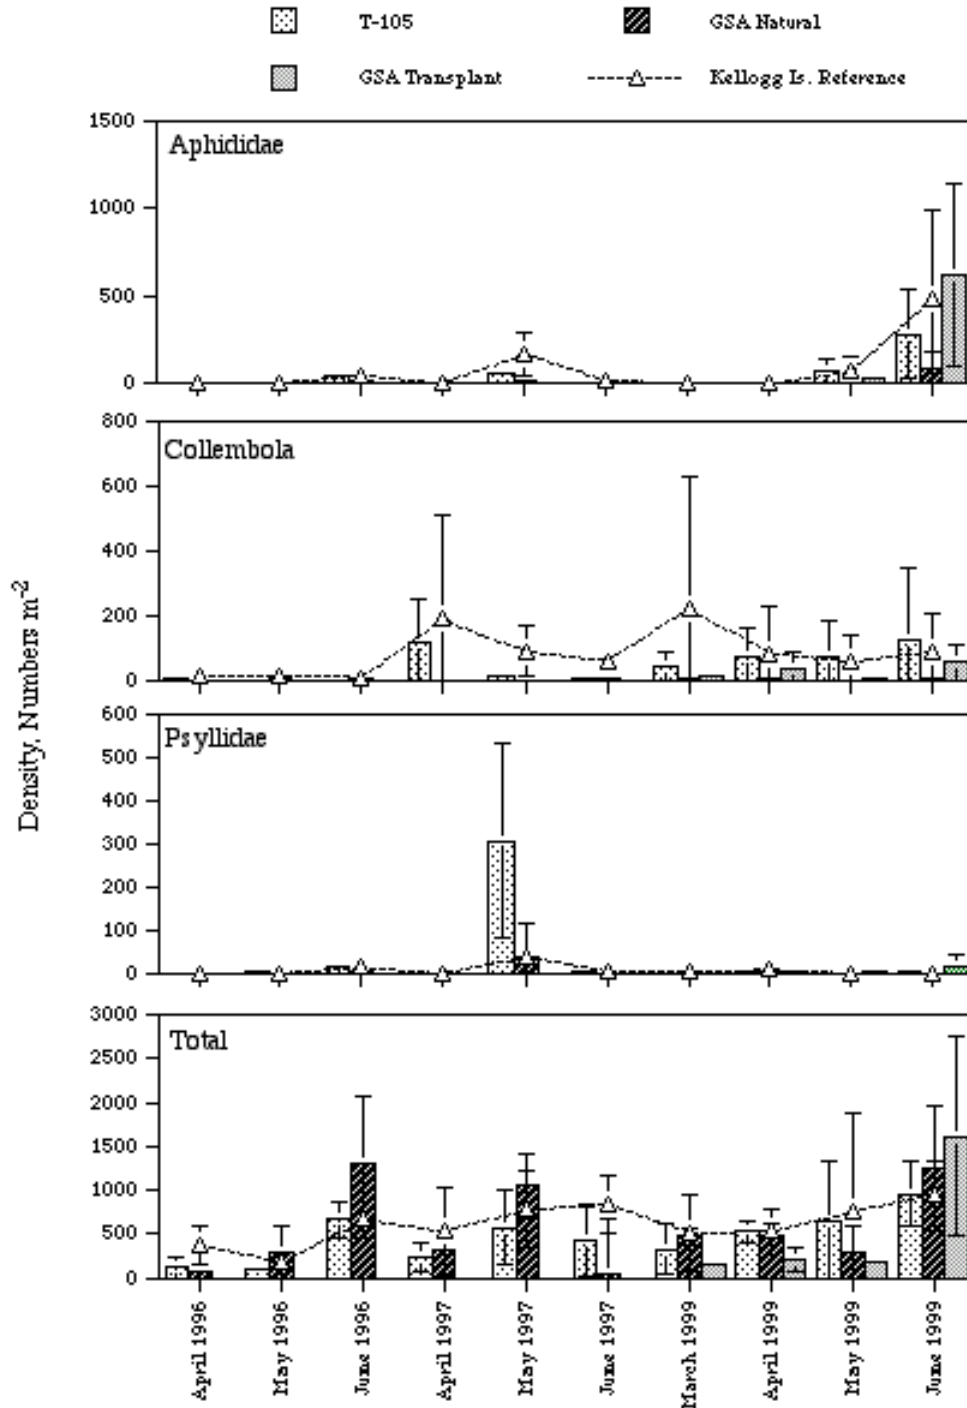 T-105 GSA Natural
GSA Transplant Kellogg Is. Reference
Density, Numbers m-2
1500
Aphididae
1000
500
0
800
Collembola
600
400
200
0
600
Psyllidae
500
400
300
200
100
0
3000
Total
2500
2000
1500
1000
500
0
April 1996
May 1996
June 1996
April 1997
May 1997
June 1997
March 1999
April 1999
May 1999
June 1999